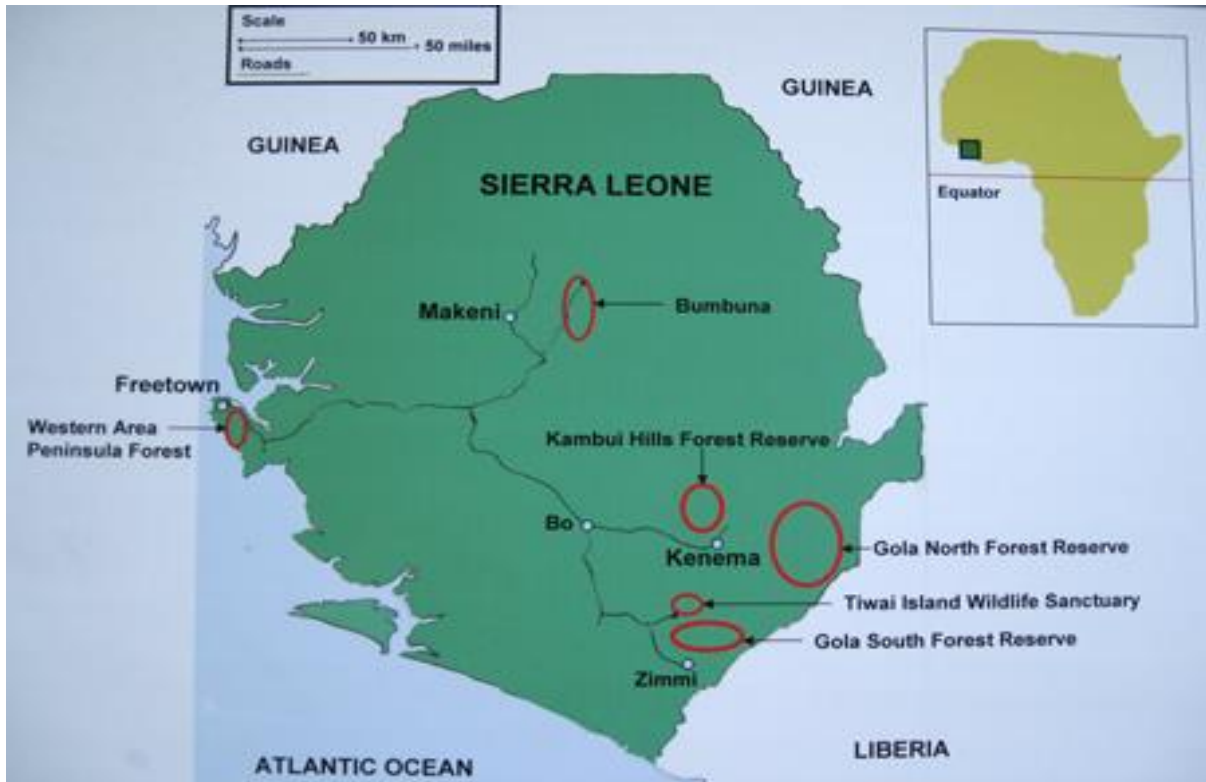 Scale
50 km
50 miles
Roads
GUINEA
GUINEA
SIERRA LEONE
Equator
Makeni
Bumbuna
Freetown
Western Area
Peninsula Forest
Kambui Hills Forest Reserve
Bo
Kenema
Gola North Forest Reserve
Tiwai Island Wildlife Sanctuary
Gola South Forest Reserve
Zimmi
LIBERIA
ATLANTIC OCEAN